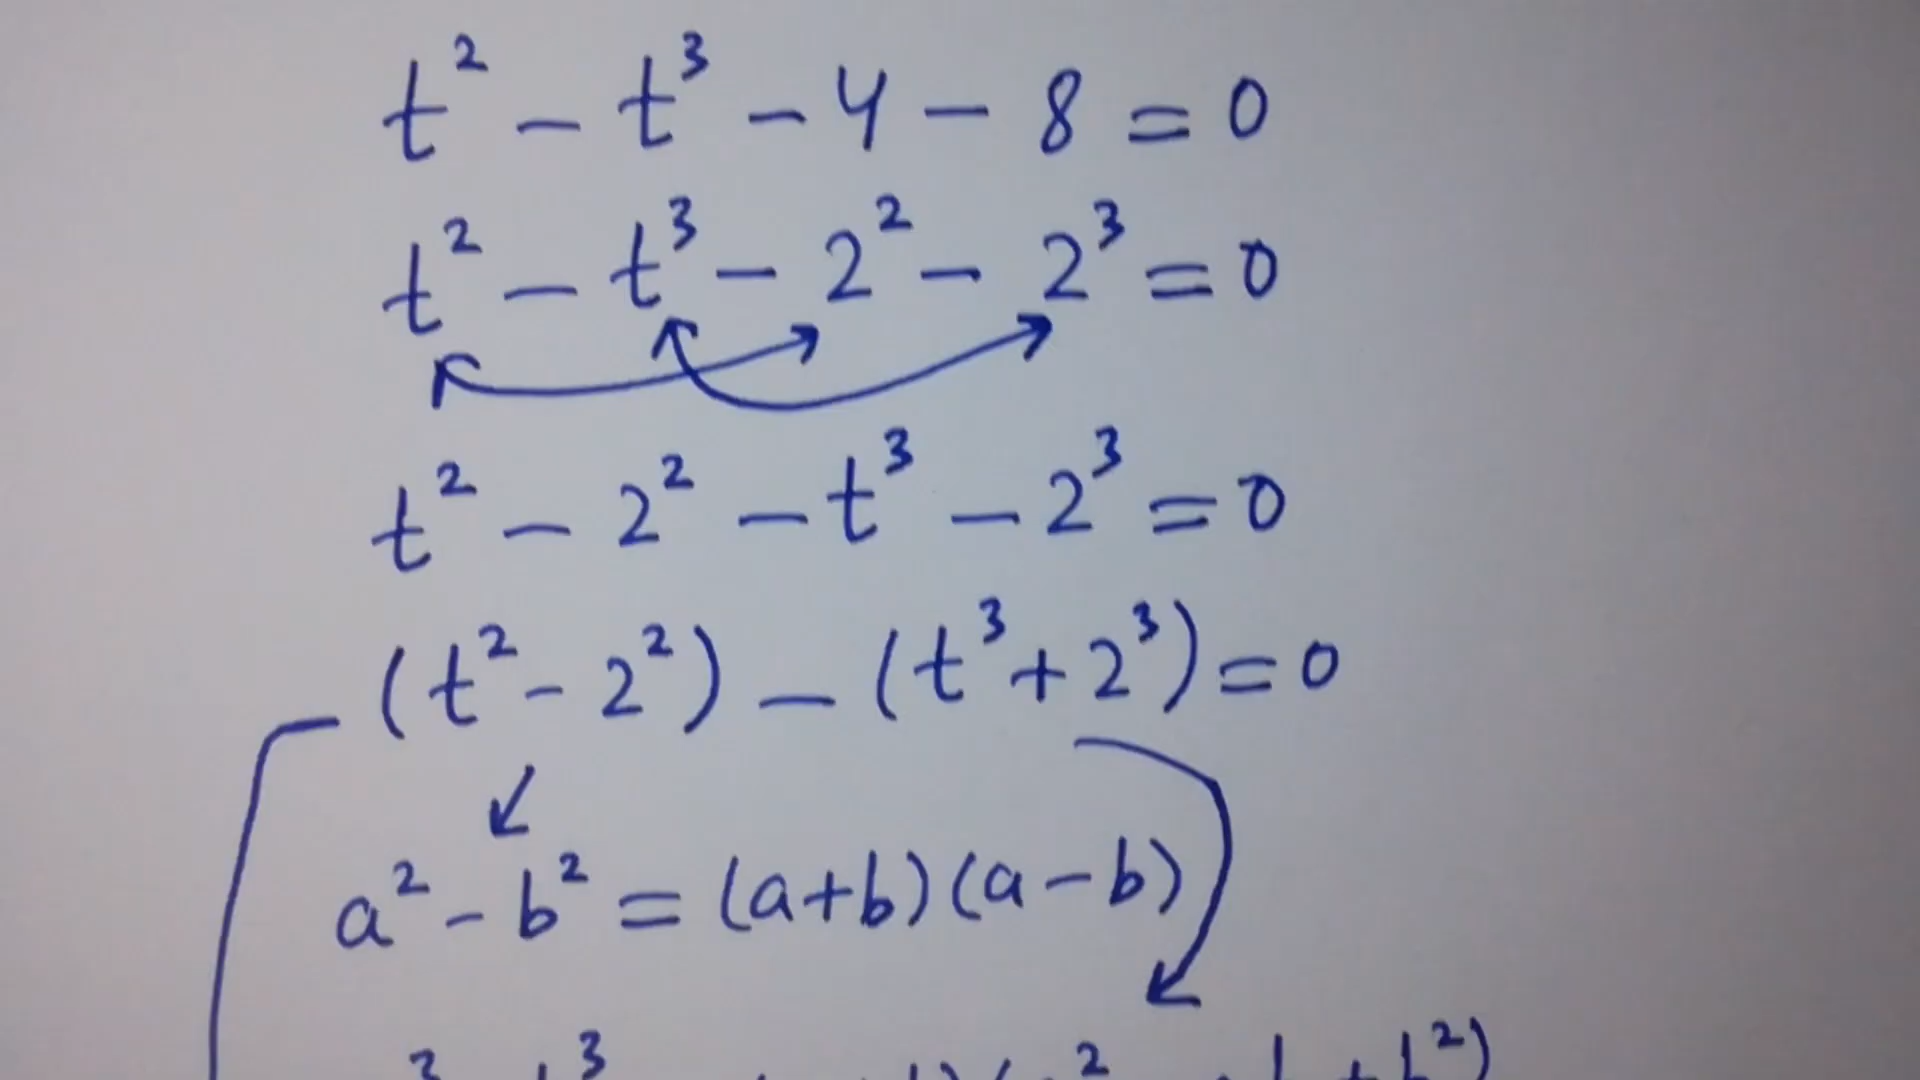 t² - t³ - 4 - 8 = 0
t² - t³ - 2² - 2³ = 0
t² - 2² - t³ - 2³ = 0
(t² - 2²) - (t³ + 2³) = 0
a² - b² = (a+b)(a-b)